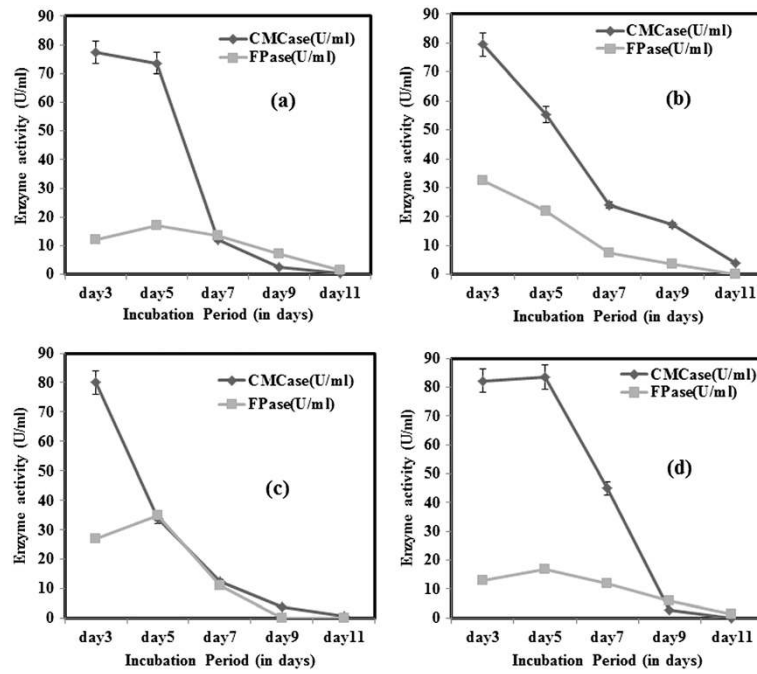 90
80
70
60
50
40
30
20
10
0
Enzyme activity (U/ml)
CMCase(U/ml)
FPase(U/ml)
(a)
day3 day5 day7 day9 day11
Incubation Period (in days)
90
80
70
60
50
40
30
20
10
0
Enzyme activity (U/ml)
CMCase(U/ml)
FPase(U/ml)
(b)
day3 day5 day7 day9 day11
Incubation Period (in days)
90
80
70
60
50
40
30
20
10
0
Enzyme activity (U/ml)
CMCase(U/ml)
FPase(U/ml)
(c)
day3 day5 day7 day9 day11
Incubation Period (in days)
90
80
70
60
50
40
30
20
10
0
Enzyme activity (U/ml)
CMCase(U/ml)
FPase(U/ml)
(d)
day3 day5 day7 day9 day11
Incubation Period (in days)